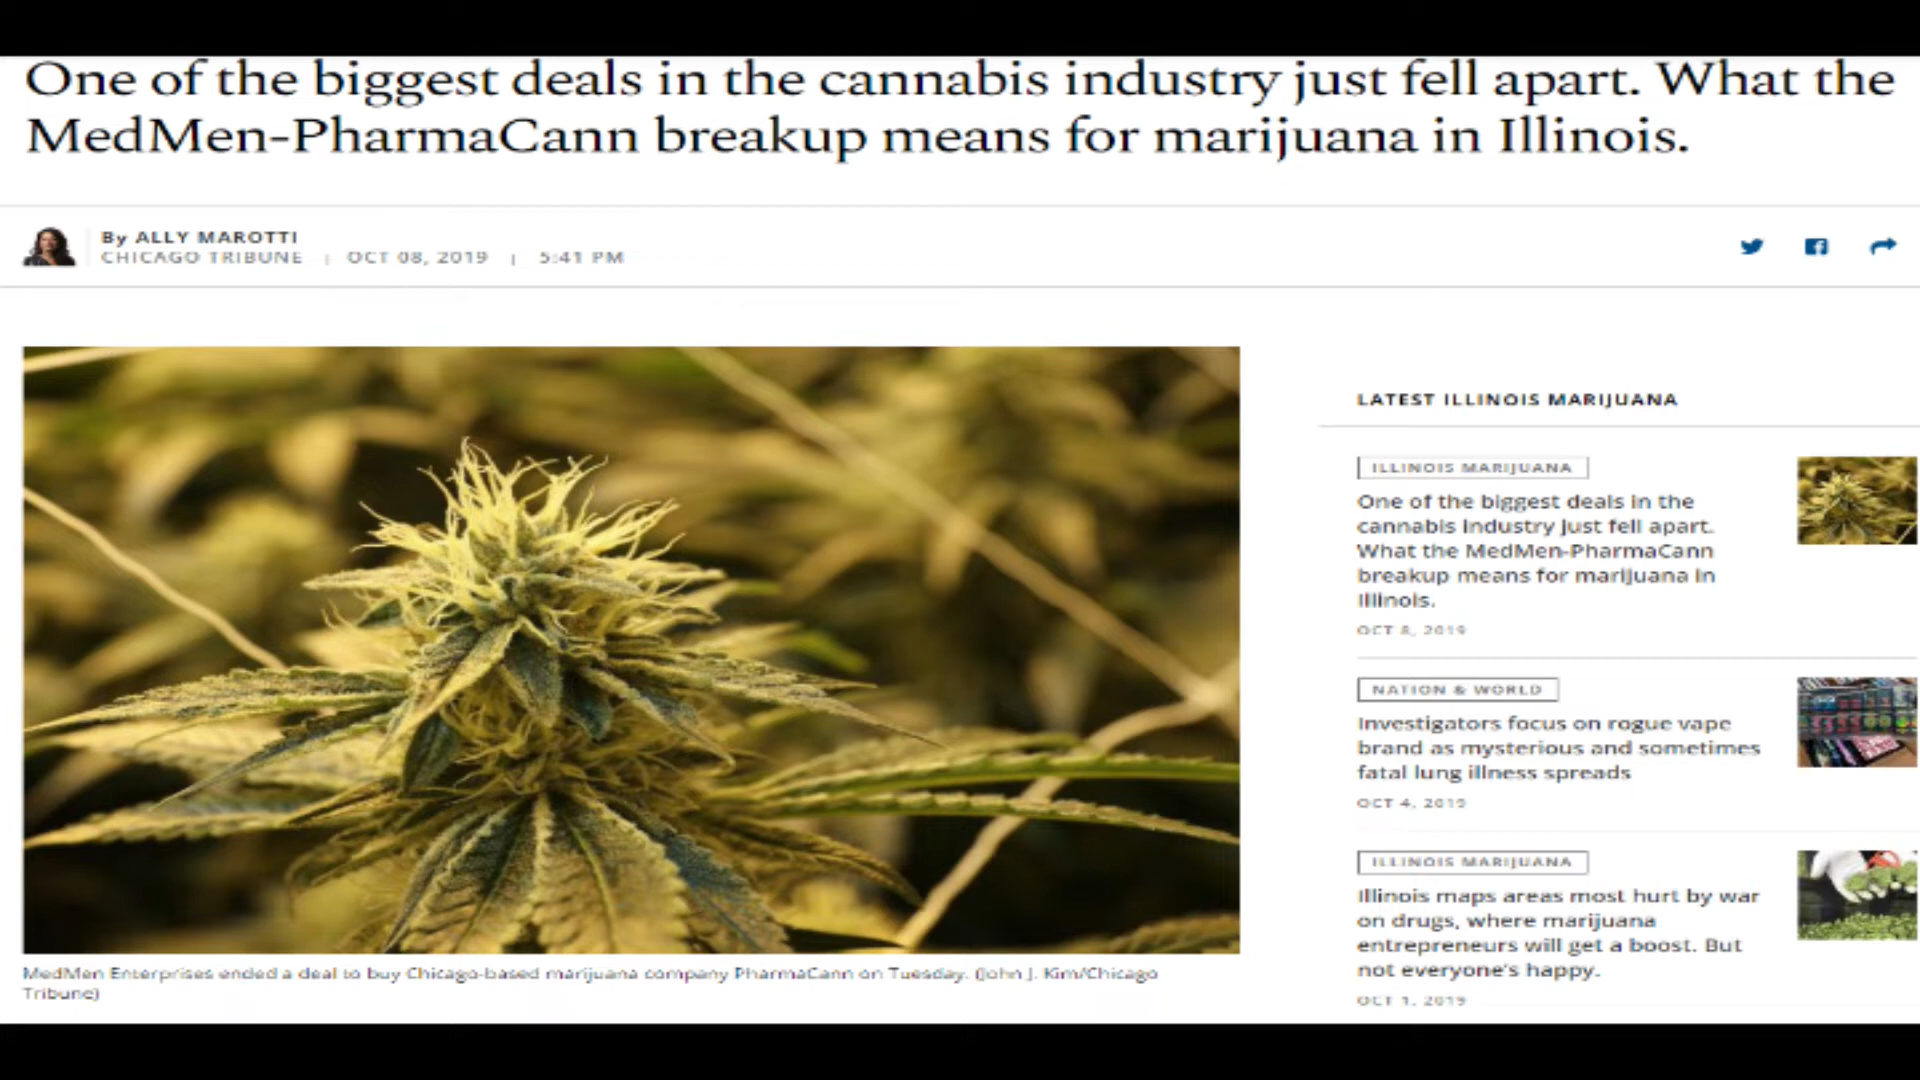 One of the biggest deals in the cannabis industry just fell apart. What the
MedMen-PharmaCann breakup means for marijuana in Illinois.
By ALLY MAROTTI
CHICAGO TRIBUNE | OCT 08, 2019 | 5:41 PM
MedMen Enterprises ended a deal to buy Chicago-based marijuana company PharmaCann on Tuesday. (John J. Kim/Chicago
Tribune)
LATEST ILLINOIS MARIJUANA
ILLINOIS MARIJUANA
One of the biggest deals in the
cannabis industry just fell apart.
What the MedMen-PharmaCann
breakup means for marijuana in
Illinois.
OCT 8, 2019
NATION & WORLD
Investigators focus on rogue vape
brand as mysterious and sometimes
fatal lung illness spreads
OCT 4, 2019
ILLINOIS MARIJUANA
Illinois maps areas most hurt by war
on drugs, where marijuana
entrepreneurs will get a boost. But
not everyone's happy.
OCT 1, 2019